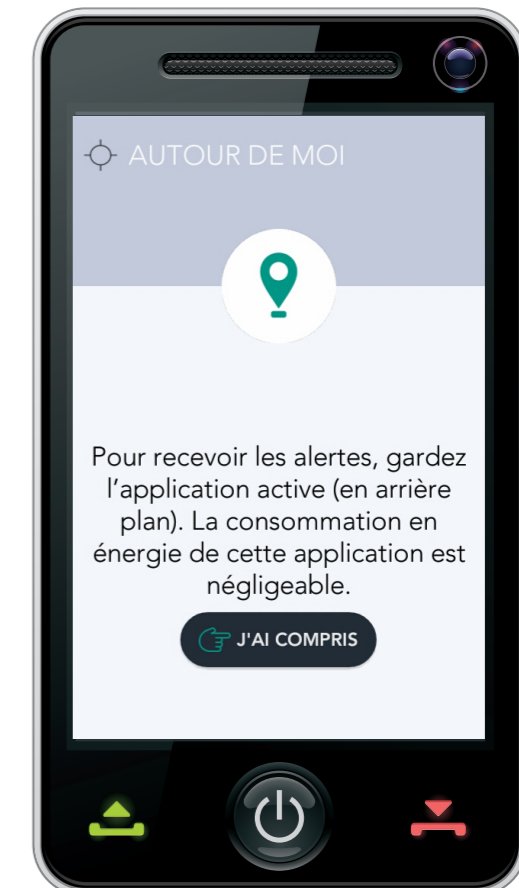 AUTOUR DE MOI
Pour recevoir les alertes, gardez
l'application active (en arrière
plan). La consommation en
énergie de cette application est
négligeable.
J'AI COMPRIS